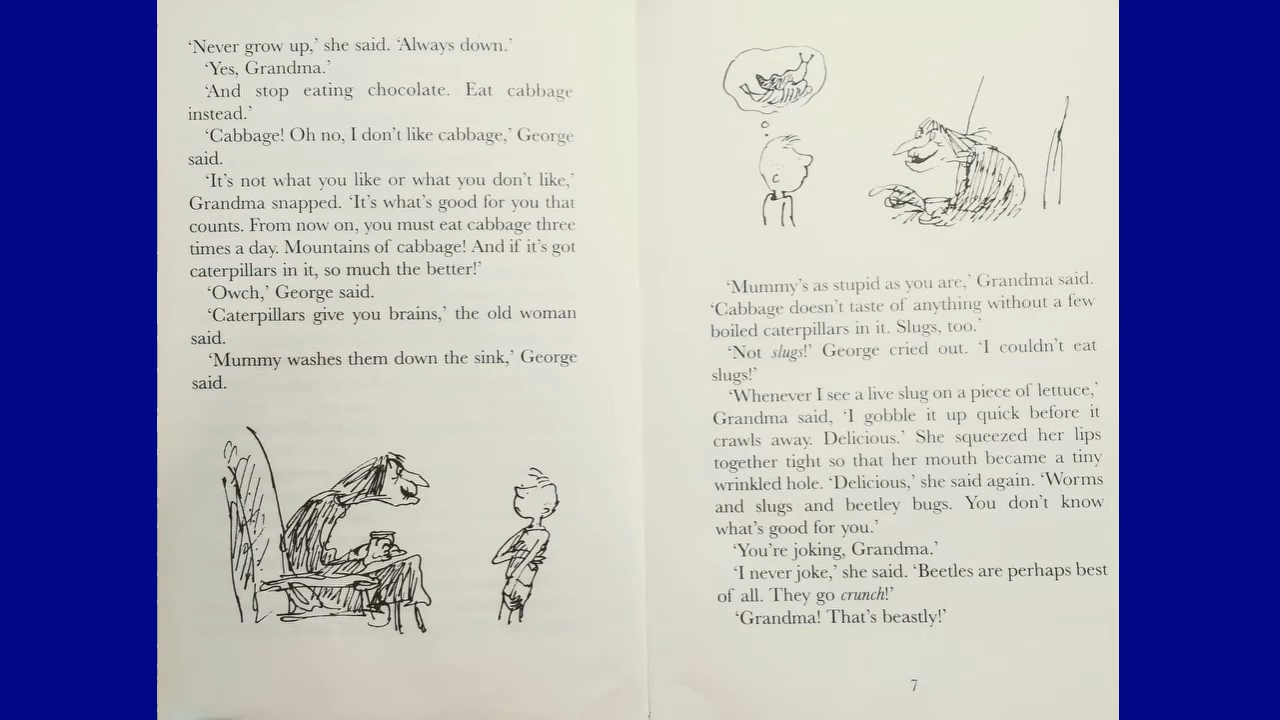 ‘Never grow up,’ she said. ‘Always down.’
‘Yes, Grandma.’
‘And stop eating chocolate. Eat cabbage
instead.’
‘Cabbage! Oh no, I don’t like cabbage,’ George
said.
‘It’s not what you like or what you don’t like,’
Grandma snapped. ‘It’s what’s good for you that
counts. From now on, you must eat cabbage three
times a day. Mountains of cabbage! And if it’s got
caterpillars in it, so much the better!’
‘Owch,’ George said.
‘Caterpillars give you brains,’ the old woman
said.
‘Mummy washes them down the sink,’ George
said.
‘Mummy’s as stupid as you are,’ Grandma said.
‘Cabbage doesn’t taste of anything without a few
boiled caterpillars in it. Slugs, too.’
‘Not slugs!’ George cried out. ‘I couldn’t eat
slugs!’
‘Whenever I see a live slug on a piece of lettuce,’
Grandma said, ‘I gobble it up quick before it
crawls away. Delicious.’ She squeezed her lips
together tight so that her mouth became a tiny
wrinkled hole. ‘Delicious,’ she said again. ‘Worms
and slugs and beetley bugs. You don’t know
what’s good for you.’
‘You’re joking, Grandma.’
‘I never joke,’ she said. ‘Beetles are perhaps best
of all. They go crunch!’
‘Grandma! That’s beastly!’
7